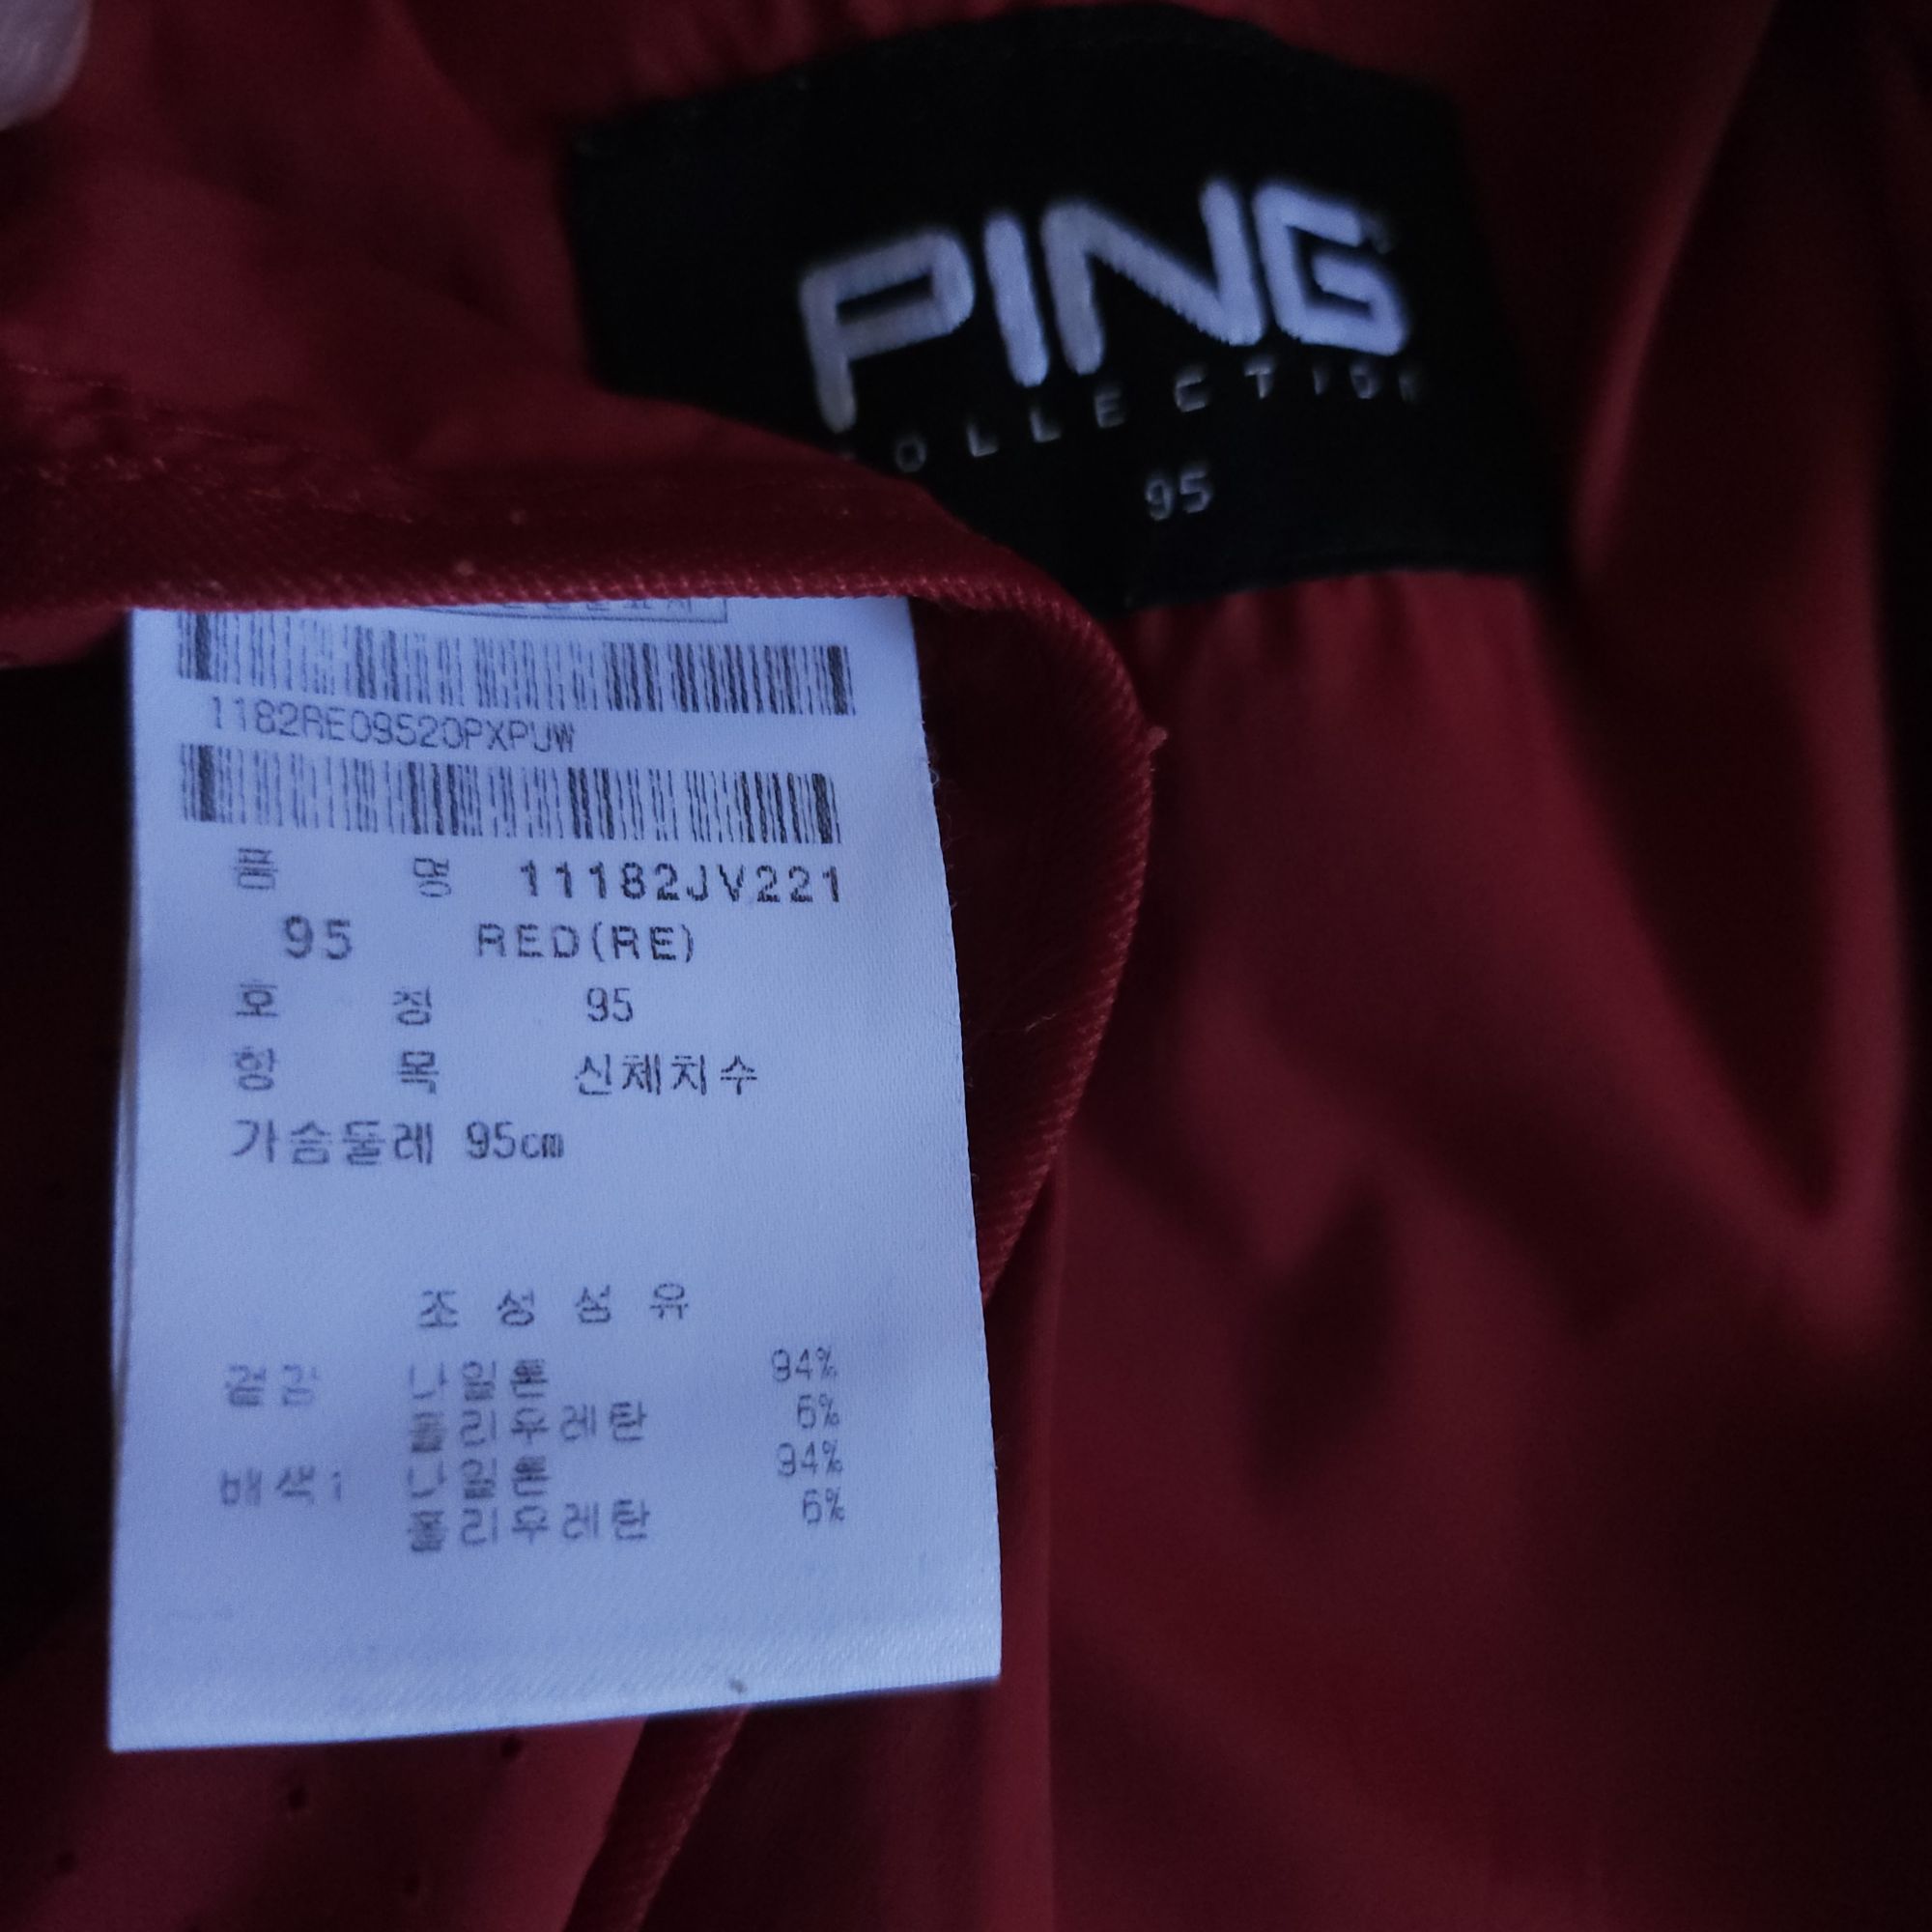 PING
COLLECTION
95
1182RE09520PXPUW
품 명 11182JV221
95 RED(RE)
호 칭 95
항 목 신체치수
가슴둘레 95cm
조성섬유
겉감 나일론 94%
폴리우레탄 6%
배색1 나일론 94%
폴리우레탄 6%